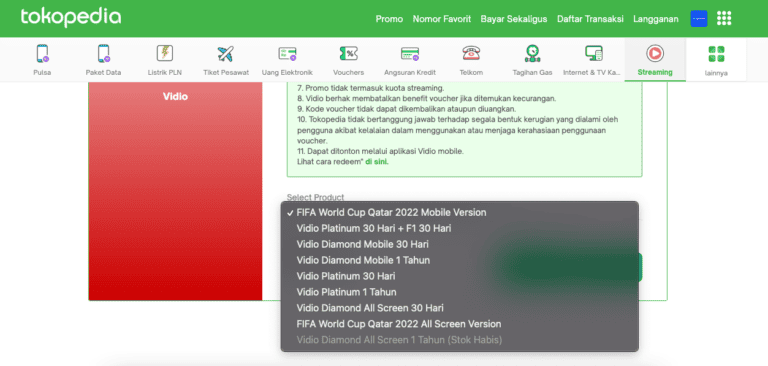 tokopedia
Promo Nomor Favorit Bayar Sekaligus Daftar Transaksi Langganan
Pulsa Paket Data Listrik PLN Tiket Pesawat Uang Elektronik Vouchers Angsuran Kredit Telkom Tagihan Gas Internet & TV Ka... Streaming lainnya
Vidio
7. Promo tidak termasuk kuota streaming.
8. Vidio berhak membatalkan benefit voucher jika ditemukan kecurangan.
9. Kode voucher tidak dapat dikembalikan ataupun diuangkan.
10. Tokopedia tidak bertanggung jawab terhadap segala bentuk kerugian yang dialami oleh
pengguna akibat kelalaian dalam menggunakan atau menjaga kerahasiaan penggunaan
voucher.
11. Dapat ditonton melalui aplikasi Vidio mobile.
Lihat cara redeem" di sini.
Select Product
✓ FIFA World Cup Qatar 2022 Mobile Version
Vidio Platinum 30 Hari + F1 30 Hari
Vidio Diamond Mobile 30 Hari
Vidio Diamond Mobile 1 Tahun
Vidio Platinum 30 Hari
Vidio Platinum 1 Tahun
Vidio Diamond All Screen 30 Hari
FIFA World Cup Qatar 2022 All Screen Version
Vidio Diamond All Screen 1 Tahun (Stok Habis)